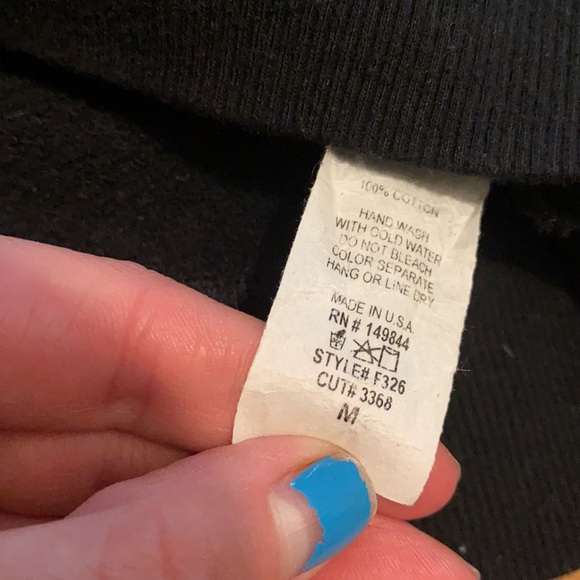 100% COTTON
HAND WASH
WITH COLD WATER
DO NOT BLEACH
COLOR SEPARATE
HANG OR LINE DRY
MADE IN U.S.A.
RN # 149844
STYLE# F326
CUT# 3368
M